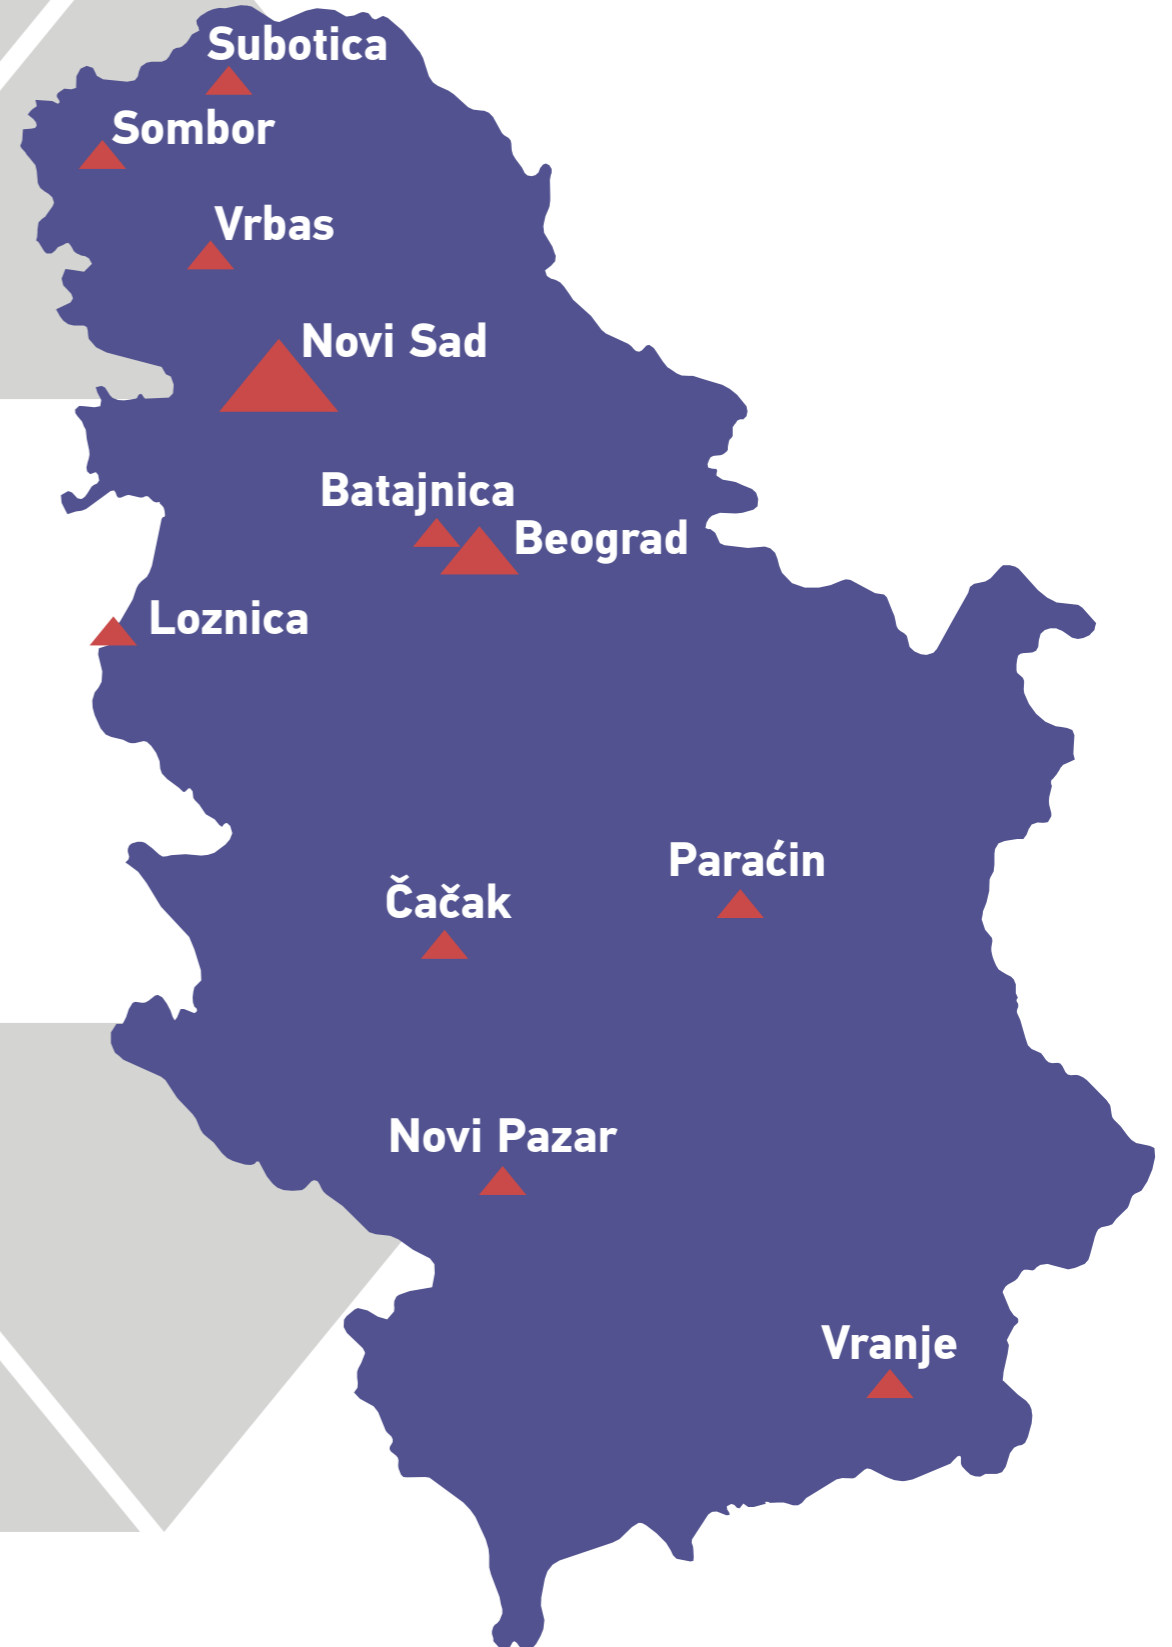 Subotica
Sombor
Vrbas
Novi Sad
Batajnica
Beograd
Loznica
Paraćin
Čačak
Novi Pazar
Vranje